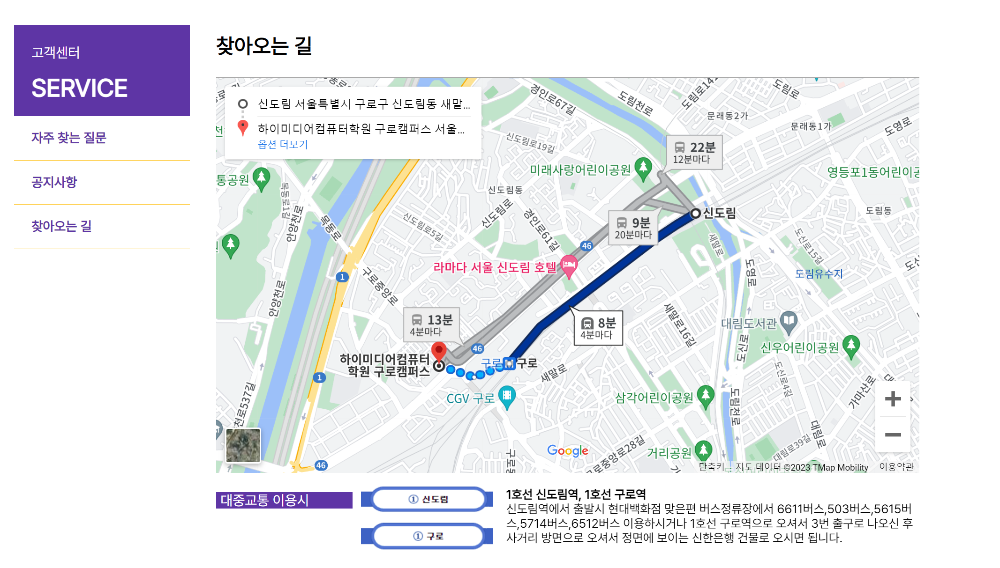 고객센터
SERVICE
자주 찾는 질문
공지사항
찾아오는 길
찾아오는 길
신도림 서울특별시 구로구 신도림동 새말...
하이미디어컴퓨터학원 구로캠퍼스 서울...
옵션 더보기
경인로67길
도림천로
도림로
문래동2가
문래동1가
도영로
신도림로19길
22분
12분마다
미래사랑어린이공원
영등포1동어린이공
통공원
신도림동
목동로1길
안양천로
목동로
신도림로
경인로61길
신도림
도림동
9분
20분마다
신도림로5길
46
새말로
도신로15길
라마다 서울 신도림 호텔
도영로
도림유수지
1
구로중앙로
안양천로
13분
4분마다
8분
4분마다
새말로16길
대림도서관
도신로
신우어린이공원
46
하이미디어컴퓨터
학원 구로캠퍼스
구로
구로
새말로
도신로4길
1
CGV 구로
삼각어린이공원
가마산로
도림천로
대림로
대림로39길
거리공원
46
Google
단축키
지도 데이터 ©2023 TMap Mobility
이용약관
대중교통 이용시
① 신도림
① 구로
1호선 신도림역, 1호선 구로역
신도림역에서 출발시 현대백화점 맞은편 버스정류장에서 6611버스,503버스,5615버
스,5714버스,6512버스 이용하시거나 1호선 구로역으로 오셔서 3번 출구로 나오신 후
사거리 방면으로 오셔서 정면에 보이는 신한은행 건물로 오시면 됩니다.